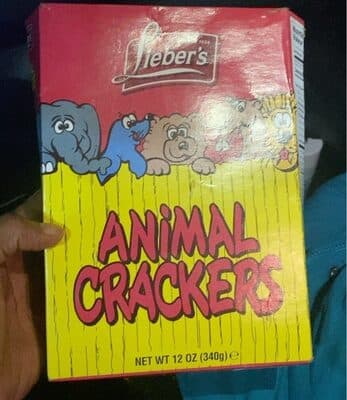 Lieber's
ANIMAL
CRACKERS
NET WT 12 OZ (340g) e